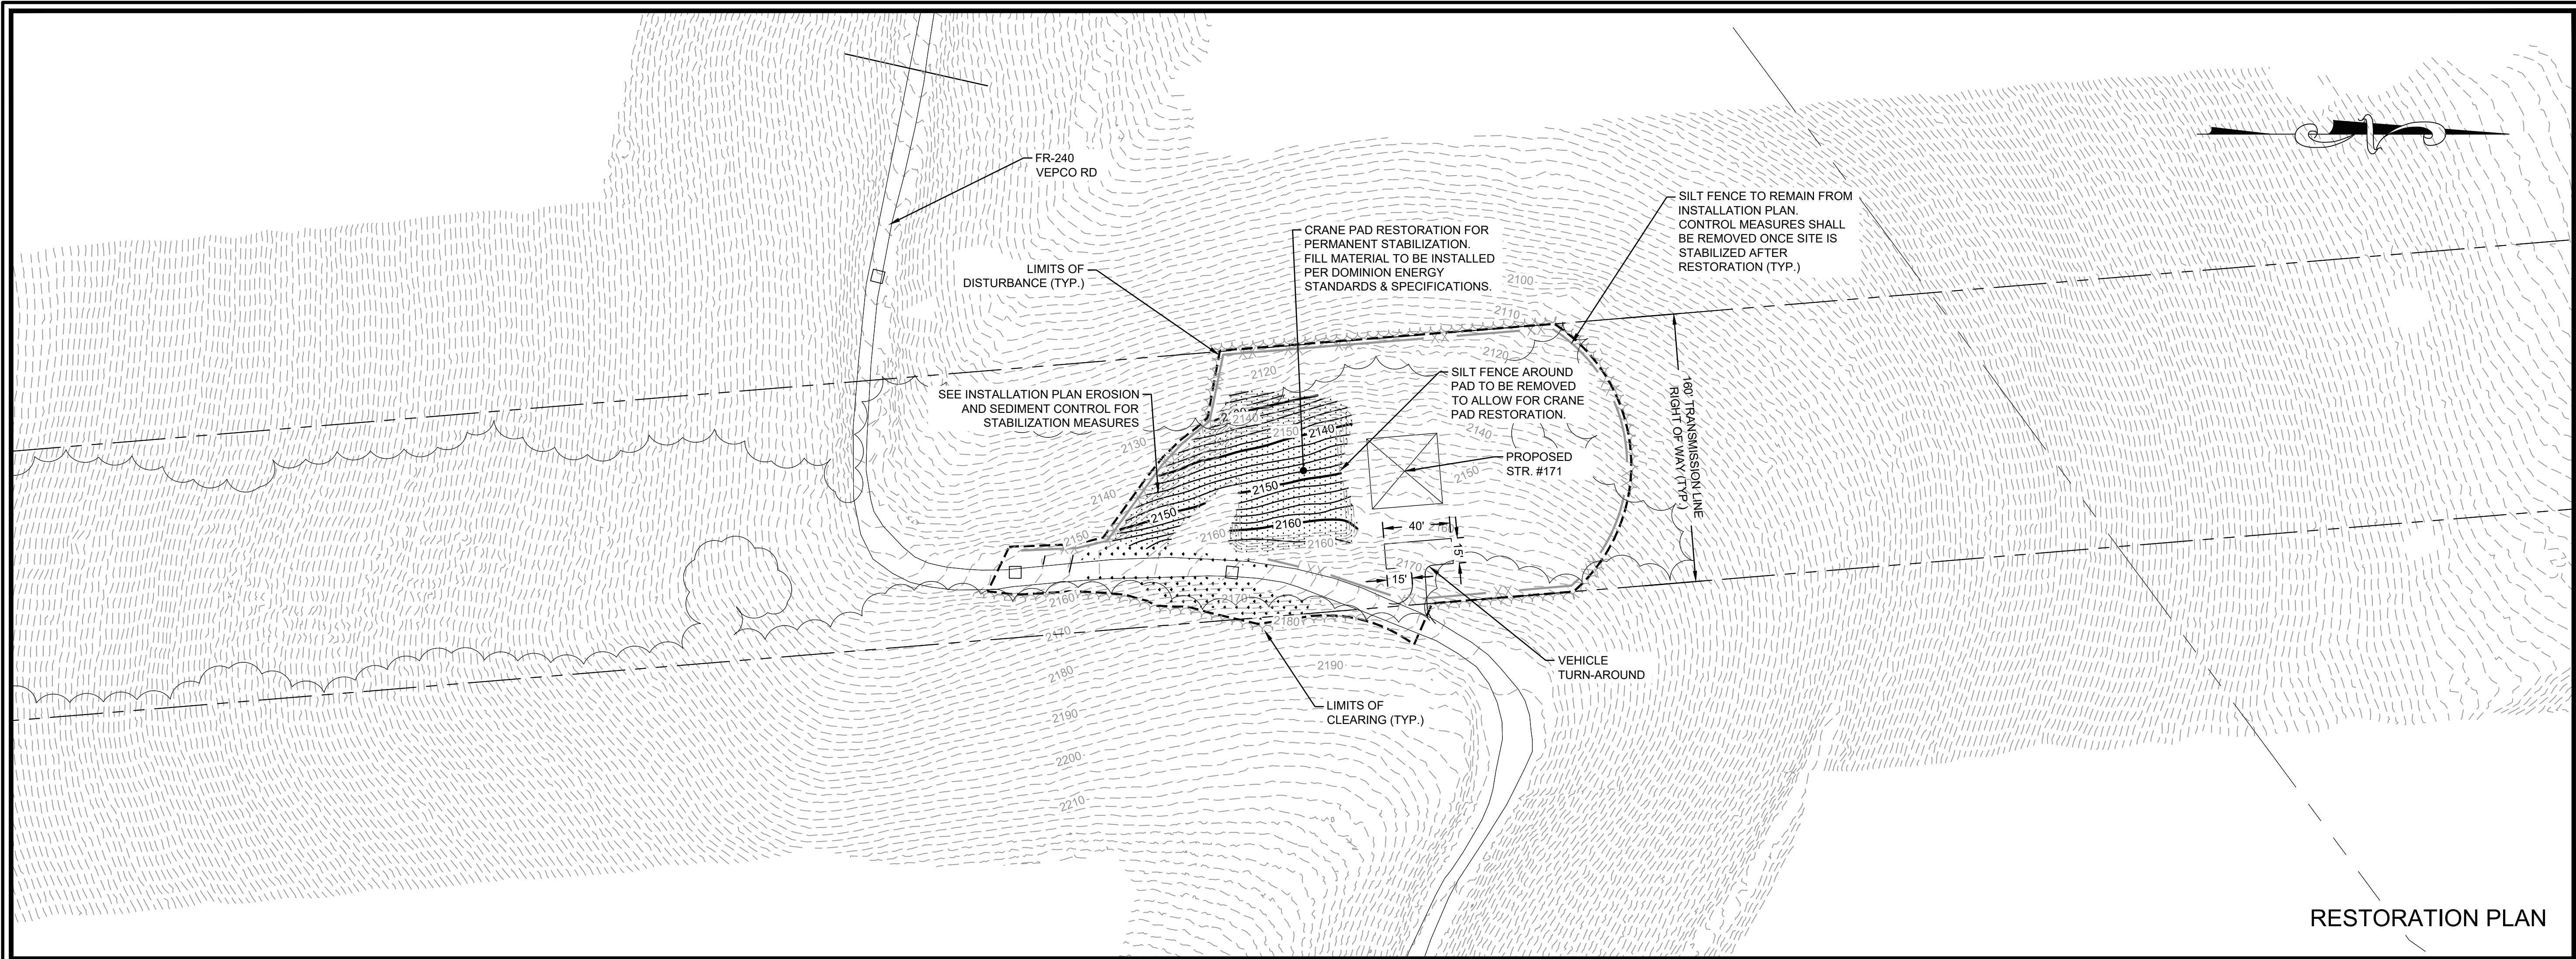 FR-240
VEPCO RD
LIMITS OF
DISTURBANCE (TYP.)
CRANE PAD RESTORATION FOR
PERMANENT STABILIZATION.
FILL MATERIAL TO BE INSTALLED
PER DOMINION ENERGY
STANDARDS & SPECIFICATIONS.
SILT FENCE TO REMAIN FROM
INSTALLATION PLAN.
CONTROL MEASURES SHALL
BE REMOVED ONCE SITE IS
STABILIZED AFTER
RESTORATION (TYP.)
2100
2110
2120
2120
SEE INSTALLATION PLAN EROSION
AND SEDIMENT CONTROL FOR
STABILIZATION MEASURES
SILT FENCE AROUND
PAD TO BE REMOVED
TO ALLOW FOR CRANE
PAD RESTORATION.
160' TRANSMISSION LINE
RIGHT OF WAY (TYP.)
2140
2150
2140
2140
2130
PROPOSED
STR. #171
2150
2150
2140
2150
2160
40'
2160
2150
2160
2160
15'
2170
15'
2160
2170
2180
2170
2190
2180
VEHICLE
TURN-AROUND
LIMITS OF
CLEARING (TYP.)
2190
2200
2210
RESTORATION PLAN